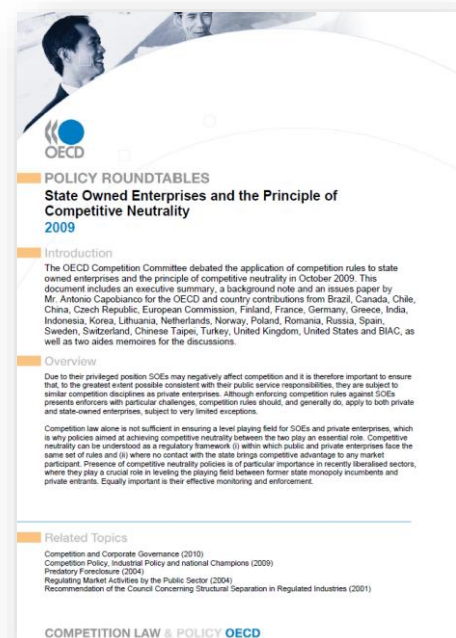 OECD
POLICY ROUNDTABLES
State Owned Enterprises and the Principle of
Competitive Neutrality
2009
Introduction
The OECD Competition Committee debated the application of competition rules to state
owned enterprises and the principle of competitive neutrality in October 2009. This
document includes an executive summary, a background note and an issues paper by
Mr. Antonio Capobianco for the OECD and country contributions from Brazil, Canada, Chile,
China, Czech Republic, European Commission, Finland, France, Germany, Greece, India,
Indonesia, Korea, Lithuania, Netherlands, Norway, Poland, Romania, Russia, Spain,
Sweden, Switzerland, Chinese Taipei, Turkey, United Kingdom, United States and BIAC, as
well as two aides memoires for the discussions.
Overview
Due to their privileged position SOEs may negatively affect competition and it is therefore important to ensure
that, to the greatest extent possible consistent with their public service responsibilities, they are subject to
similar competition disciplines as private enterprises. Although enforcing competition rules against SOEs
presents enforcers with particular challenges, competition rules should, and generally do, apply to both private
and state-owned enterprises, subject to very limited exceptions.
Competition law alone is not sufficient in ensuring a level playing field for SOEs and private enterprises, which
is why policies aimed at achieving competitive neutrality between the two play an essential role. Competitive
neutrality can be understood as a regulatory framework (i) within which public and private enterprises face the
same set of rules and (ii) where no contact with the state brings competitive advantage to any market
participant. Presence of competitive neutrality policies is of particular importance in recently liberalised sectors,
where they play a crucial role in leveling the playing field between former state monopoly incumbents and
private entrants. Equally important is their effective monitoring and enforcement.
Related Topics
Competition and Corporate Governance (2010)
Competition Policy, Industrial Policy and national Champions (2009)
Predatory Foreclosure (2004)
Regulating Market Activities by the Public Sector (2004)
Recommendation of the Council Concerning Structural Separation in Regulated Industries (2001)
COMPETITION LAW & POLICY OECD